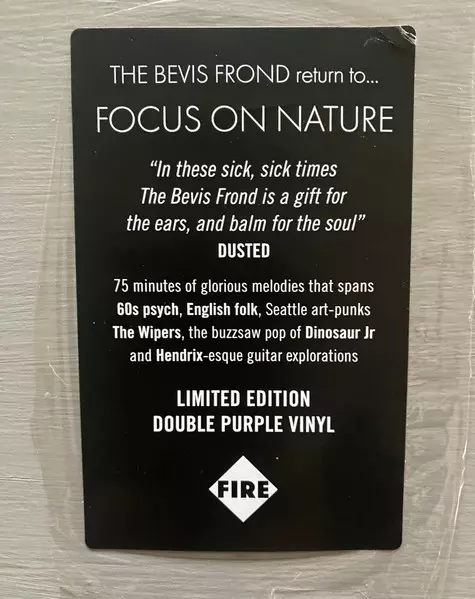 THE BEVIS FROND return to...
FOCUS ON NATURE
“In these sick, sick times
The Bevis Frond is a gift for
the ears, and balm for the soul”
DUSTED
75 minutes of glorious melodies that spans
60s psych, English folk, Seattle art-punks
The Wipers, the buzzsaw pop of Dinosaur Jr
and Hendrix-esque guitar explorations
LIMITED EDITION
DOUBLE PURPLE VINYL
FIRE